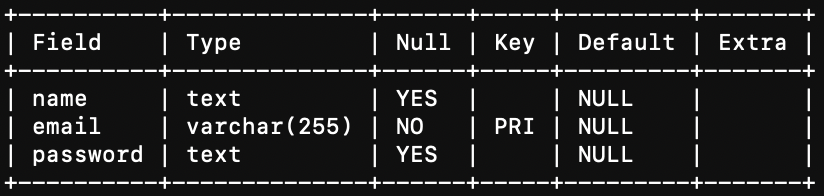 +----------+--------------+------+-----+---------+-------+
| Field    | Type         | Null | Key | Default | Extra |
+----------+--------------+------+-----+---------+-------+
| name     | text         | YES  |     | NULL    |       |
| email    | varchar(255) | NO   | PRI | NULL    |       |
| password | text         | YES  |     | NULL    |       |
+----------+--------------+------+-----+---------+-------+